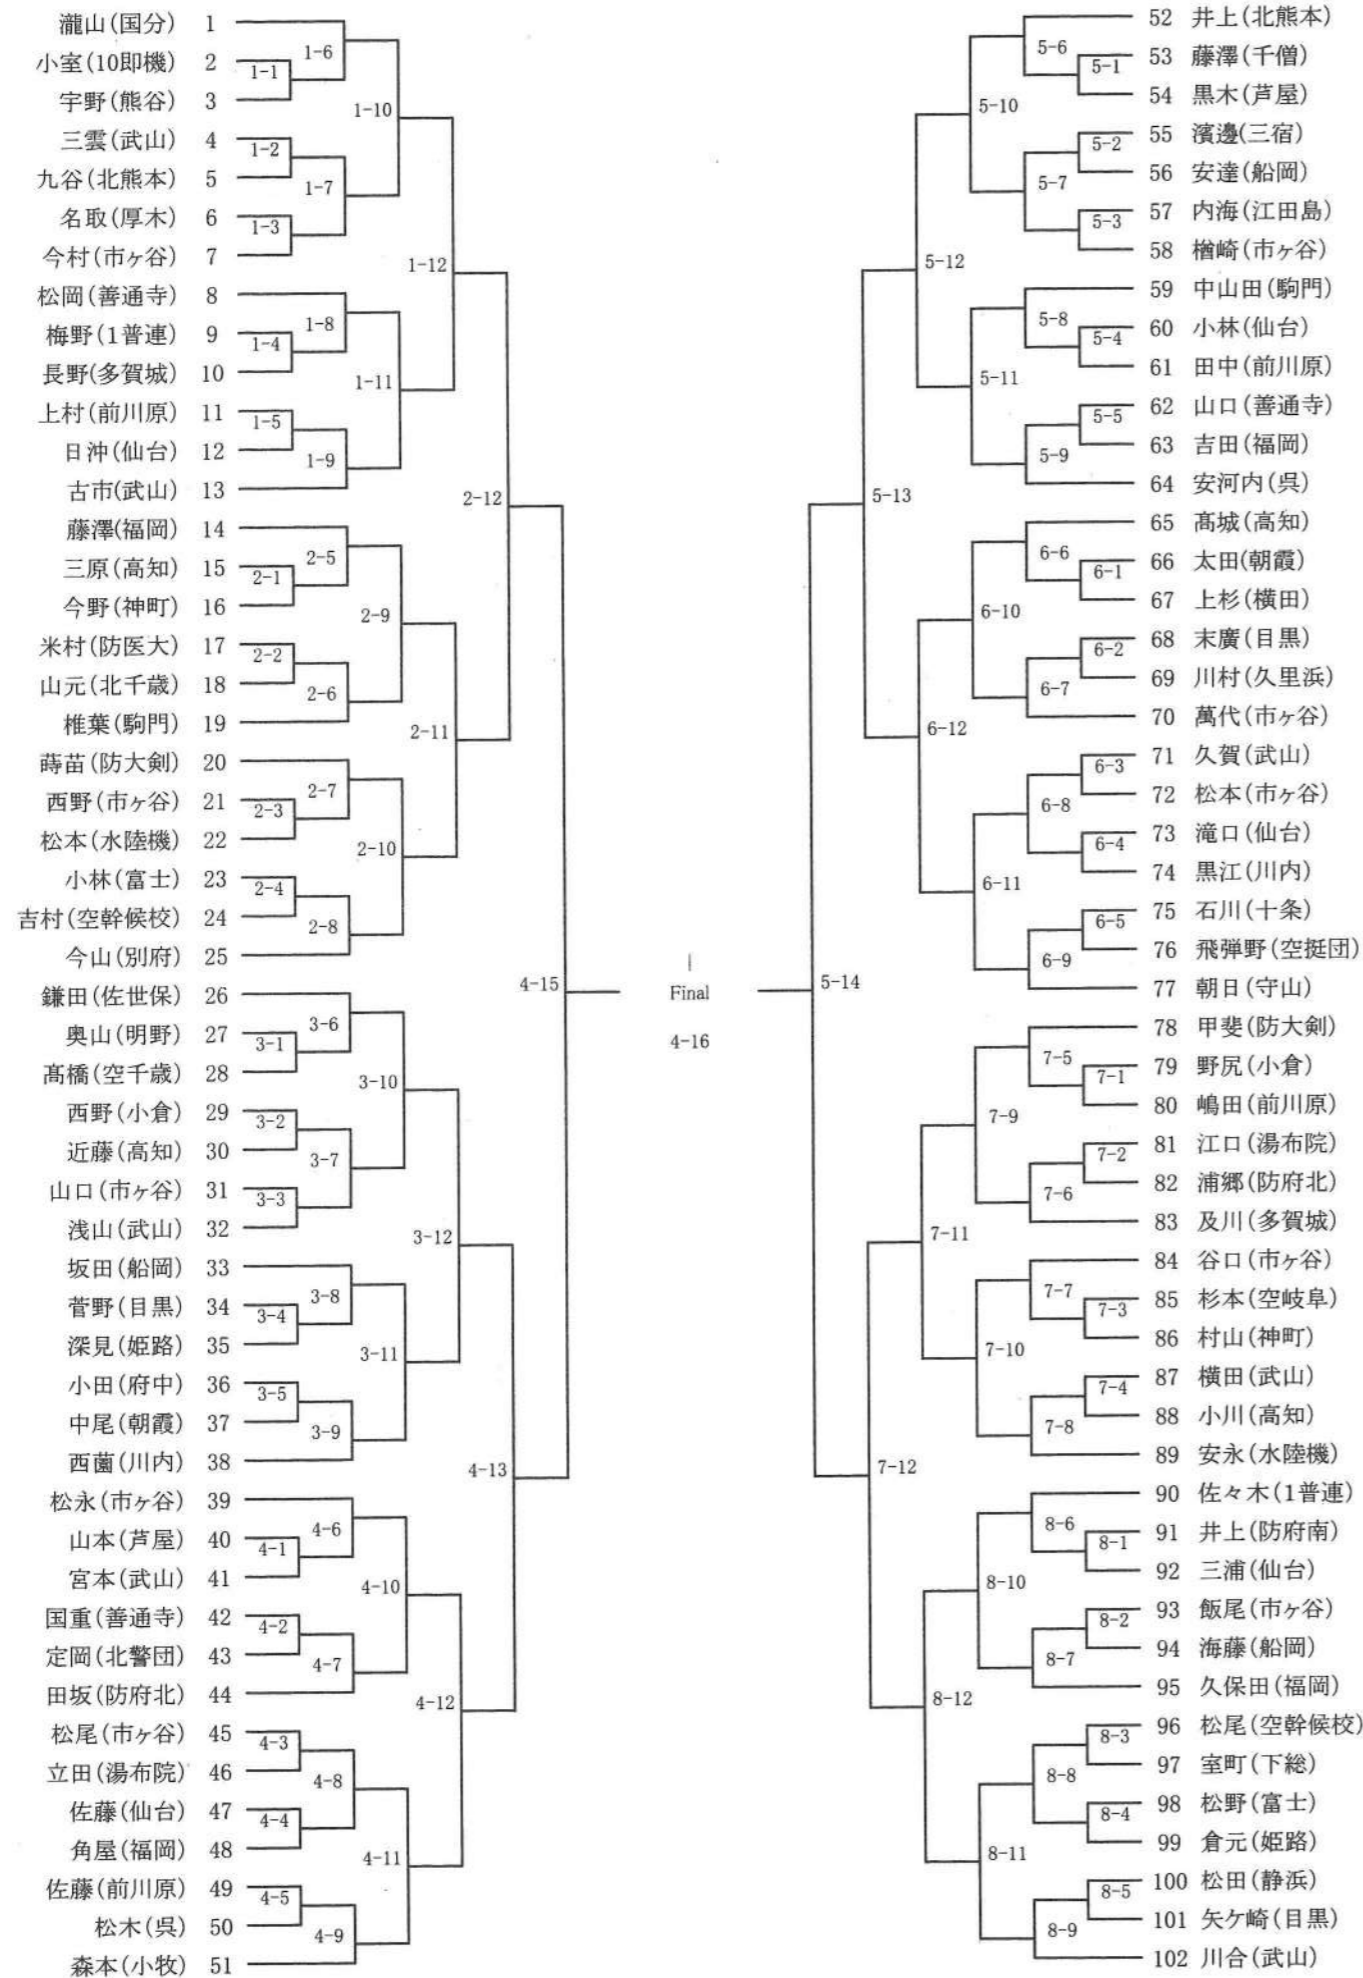 瀧山(国分) 1
小室(10即機) 2
宇野(熊谷) 3
三雲(武山) 4
九谷(北熊本) 5
名取(厚木) 6
今村(市ヶ谷) 7
松岡(善通寺) 8
梅野(1普連) 9
長野(多賀城) 10
上村(前川原) 11
日沖(仙台) 12
古市(武山) 13
藤澤(福岡) 14
三原(高知) 15
今野(神町) 16
米村(防医大) 17
山元(北千歳) 18
椎葉(駒門) 19
蒔苗(防大剣) 20
西野(市ヶ谷) 21
松本(水陸機) 22
小林(富士) 23
吉村(空幹候校) 24
今山(別府) 25
鎌田(佐世保) 26
奥山(明野) 27
髙橋(空千歳) 28
西野(小倉) 29
近藤(高知) 30
山口(市ヶ谷) 31
浅山(武山) 32
坂田(船岡) 33
菅野(目黒) 34
深見(姫路) 35
小田(府中) 36
中尾(朝霞) 37
西薗(川内) 38
松永(市ヶ谷) 39
山本(芦屋) 40
宮本(武山) 41
国重(善通寺) 42
定岡(北警団) 43
田坂(防府北) 44
松尾(市ヶ谷) 45
立田(湯布院) 46
佐藤(仙台) 47
角屋(福岡) 48
佐藤(前川原) 49
松木(呉) 50
森本(小牧) 51
1-1
1-2
1-3
1-4
1-5
1-6
1-7
1-8
1-9
1-10
1-11
1-12
2-1
2-2
2-3
2-4
2-5
2-6
2-7
2-8
2-9
2-10
2-11
2-12
3-1
3-2
3-3
3-4
3-5
3-6
3-7
3-8
3-9
3-10
3-11
3-12
4-1
4-2
4-3
4-4
4-5
4-6
4-7
4-8
4-9
4-10
4-11
4-12
4-13
4-15
Final
4-16
5-14
5-13
5-12
5-11
5-10
5-9
5-8
5-7
5-6
5-5
5-4
5-3
5-2
5-1
6-12
6-11
6-10
6-9
6-8
6-7
6-6
6-5
6-4
6-3
6-2
6-1
7-12
7-11
7-10
7-9
7-8
7-7
7-6
7-5
7-4
7-3
7-2
7-1
8-12
8-11
8-10
8-9
8-8
8-7
8-6
8-5
8-4
8-3
8-2
8-1
52 井上(北熊本)
53 藤澤(千僧)
54 黒木(芦屋)
55 濱邊(三宿)
56 安達(船岡)
57 内海(江田島)
58 楢崎(市ヶ谷)
59 中山田(駒門)
60 小林(仙台)
61 田中(前川原)
62 山口(善通寺)
63 吉田(福岡)
64 安河内(呉)
65 髙城(高知)
66 太田(朝霞)
67 上杉(横田)
68 末廣(目黒)
69 川村(久里浜)
70 萬代(市ヶ谷)
71 久賀(武山)
72 松本(市ヶ谷)
73 滝口(仙台)
74 黒江(川内)
75 石川(十条)
76 飛弾野(空挺団)
77 朝日(守山)
78 甲斐(防大剣)
79 野尻(小倉)
80 嶋田(前川原)
81 江口(湯布院)
82 浦郷(防府北)
83 及川(多賀城)
84 谷口(市ヶ谷)
85 杉本(空岐阜)
86 村山(神町)
87 横田(武山)
88 小川(高知)
89 安永(水陸機)
90 佐々木(1普連)
91 井上(防府南)
92 三浦(仙台)
93 飯尾(市ヶ谷)
94 海藤(船岡)
95 久保田(福岡)
96 松尾(空幹候校)
97 室町(下総)
98 松野(富士)
99 倉元(姫路)
100 松田(静浜)
101 矢ケ崎(目黒)
102 川合(武山)